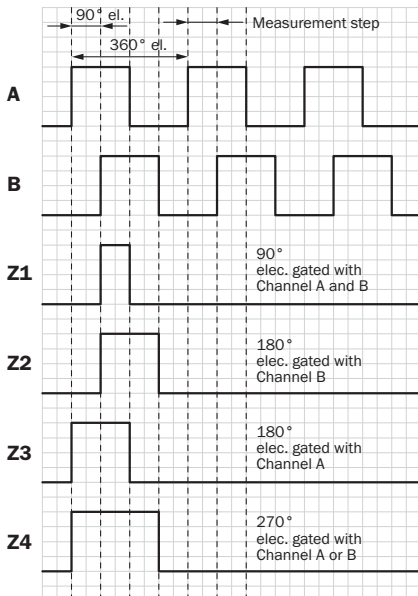 90° el.
Measurement step
360° el.
A
B
Z1
90°
elec. gated with
Channel A and B
Z2
180°
elec. gated with
Channel B
Z3
180°
elec. gated with
Channel A
Z4
270°
elec. gated with
Channel A or B